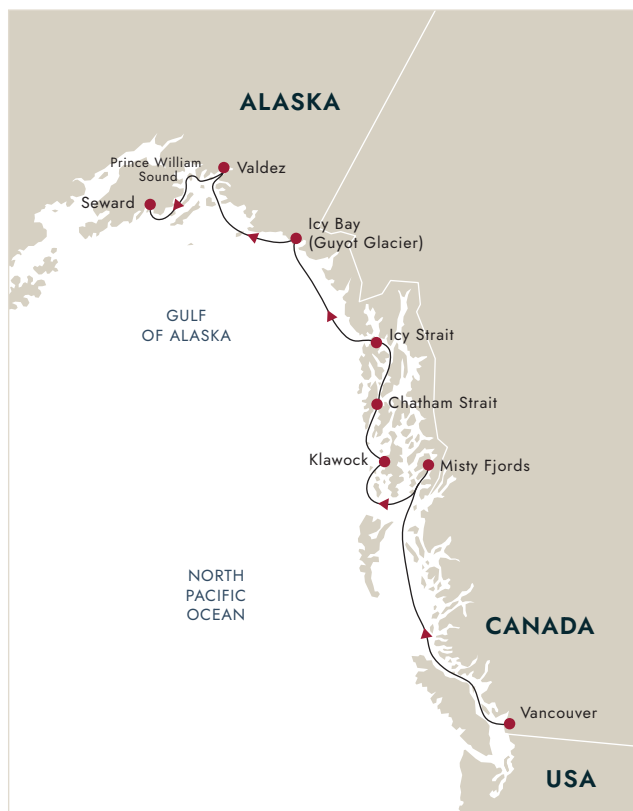 ALASKA
Prince William
Sound
Valdez
Seward
Icy Bay
(Guyot Glacier)
GULF
OF ALASKA
Icy Strait
Chatham Strait
Klawock
Misty Fjords
NORTH
PACIFIC
OCEAN
CANADA
Vancouver
USA